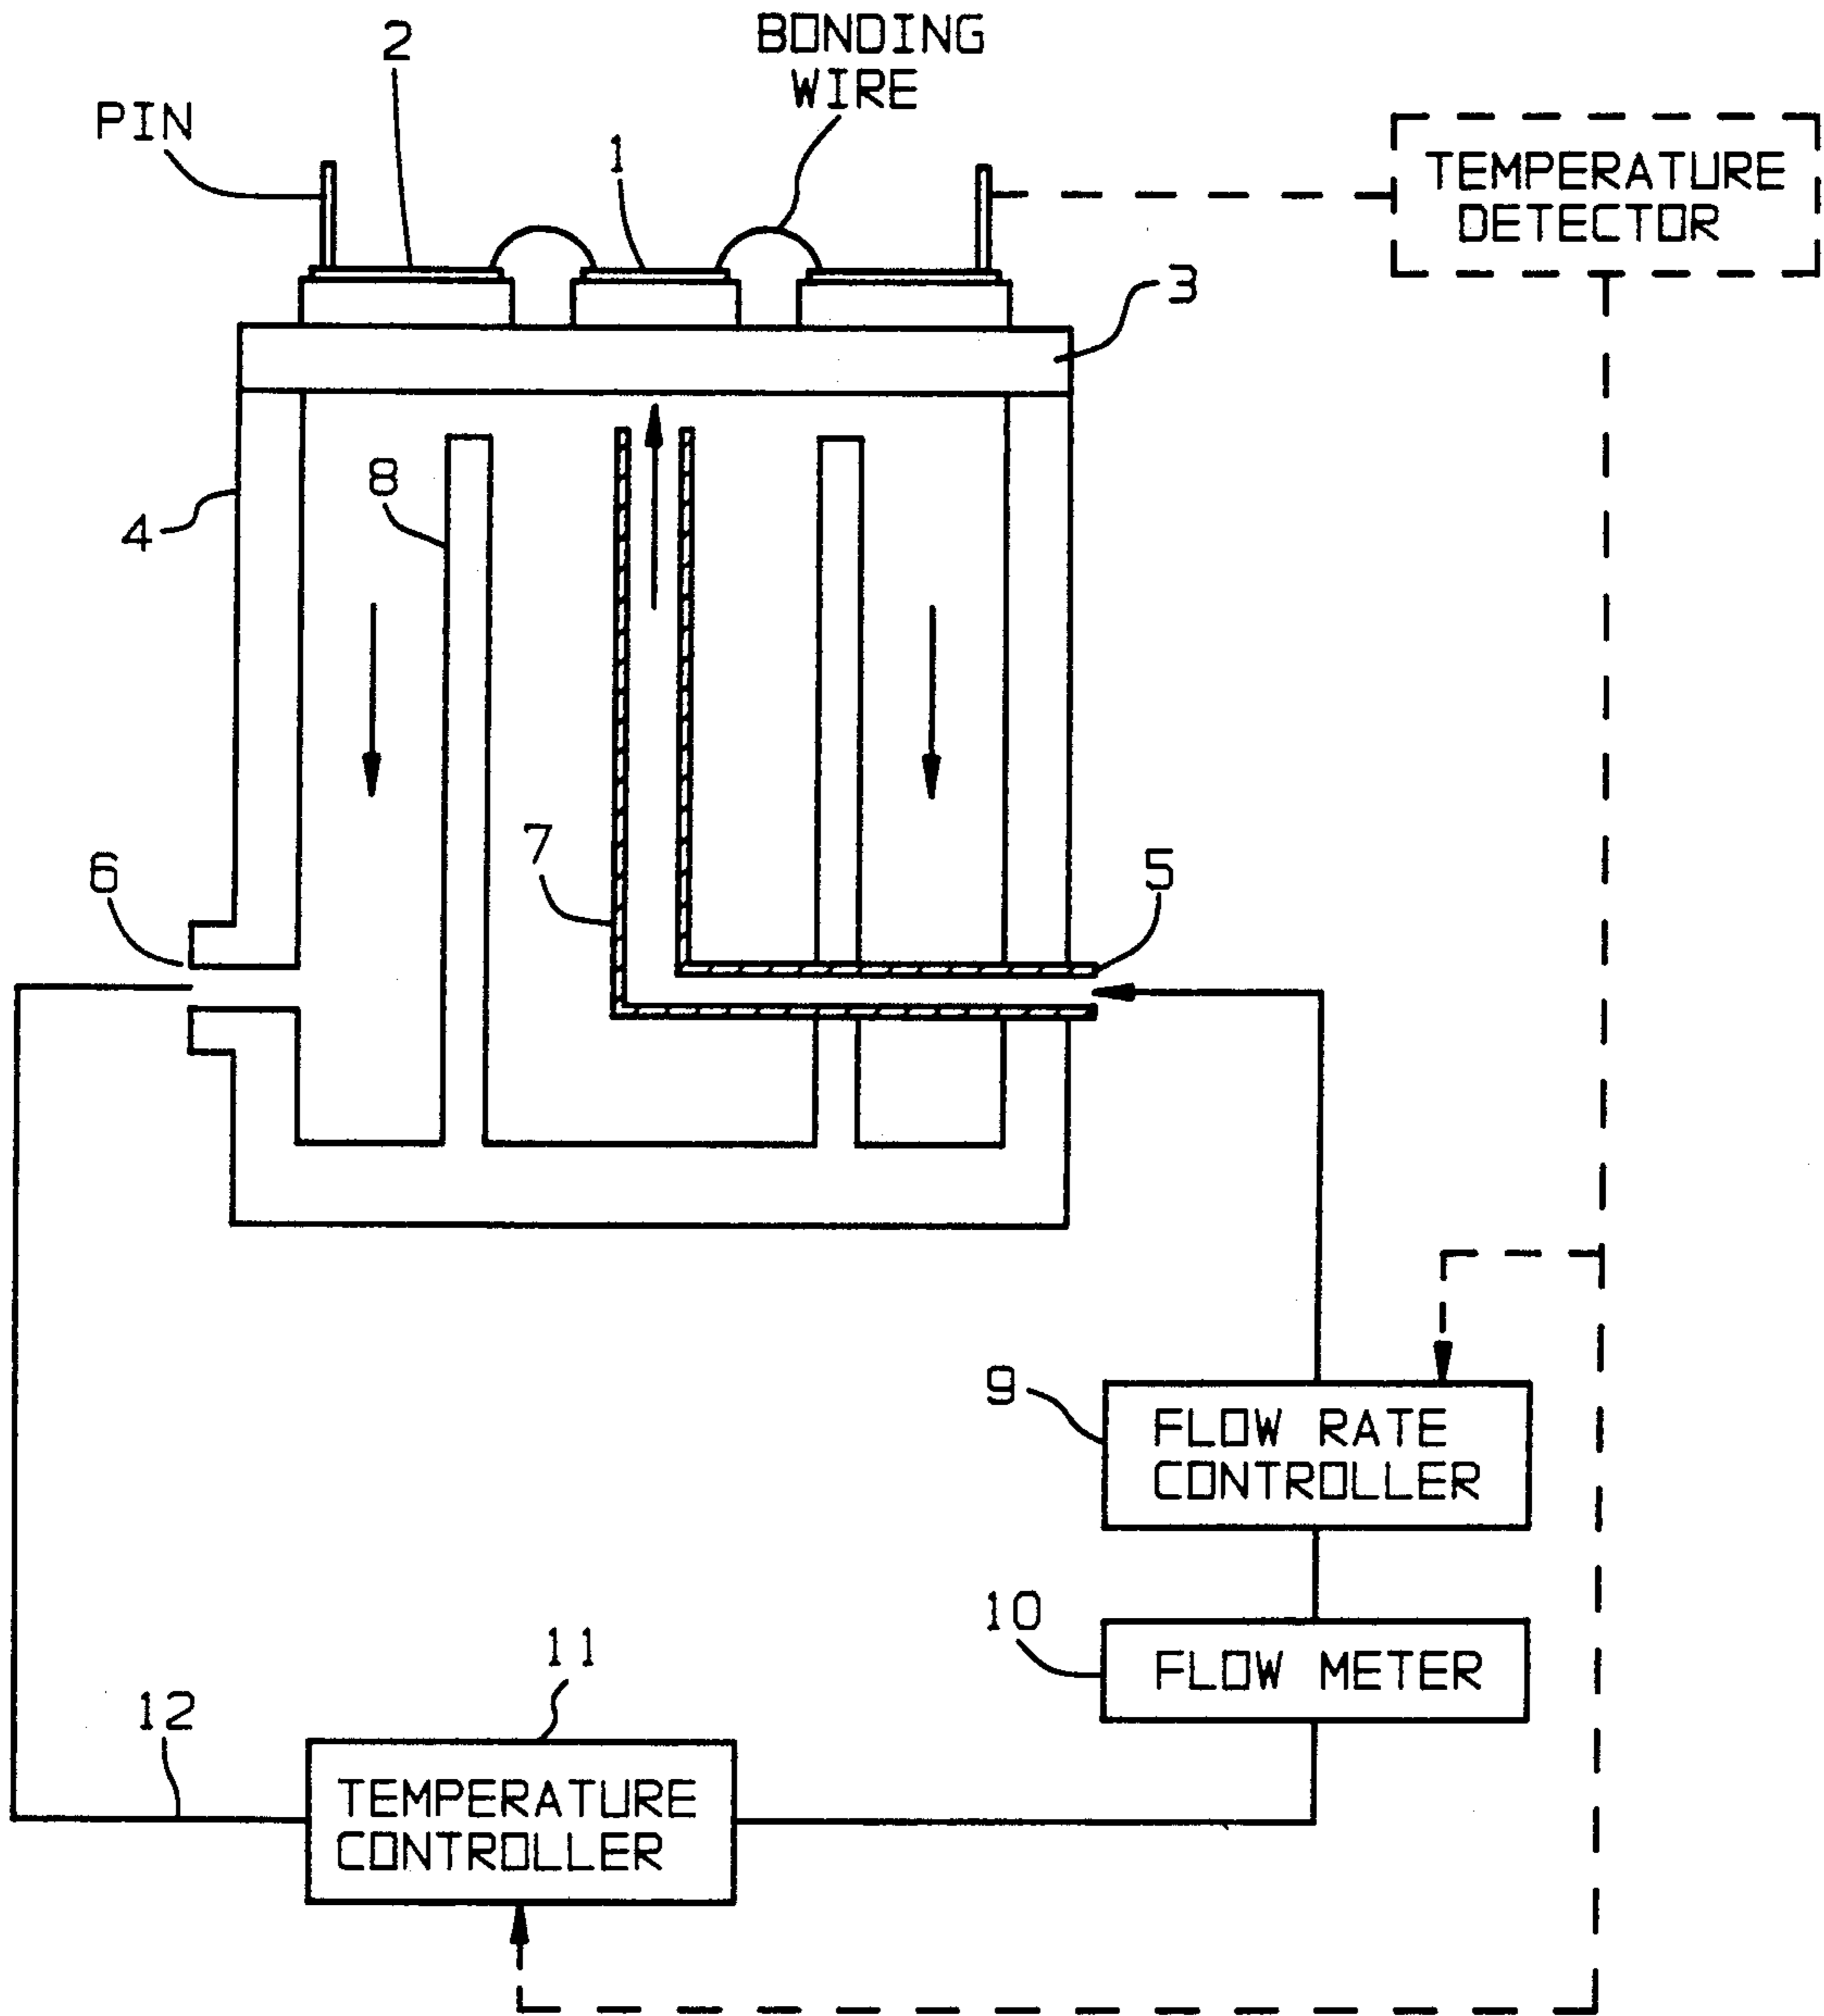 BONDING
WIRE
2
PIN
1
TEMPERATURE
DETECTOR
3
8
4
7
6
5
9
FLOW RATE
CONTROLLER
10
FLOW METER
11
12
TEMPERATURE
CONTROLLER